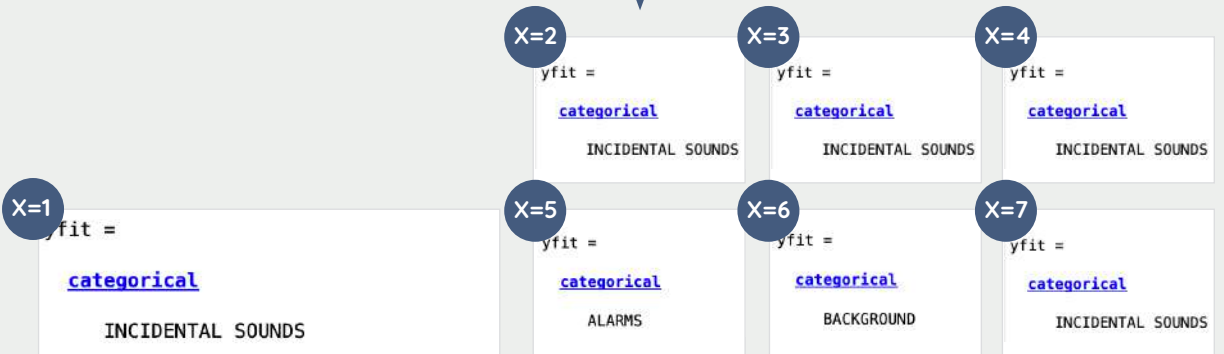 X=2
yfit =
categorical
INCIDENTAL SOUNDS
X=3
yfit =
categorical
INCIDENTAL SOUNDS
X=4
yfit =
categorical
INCIDENTAL SOUNDS
X=1
yfit =
categorical
INCIDENTAL SOUNDS
X=5
yfit =
categorical
ALARMS
X=6
yfit =
categorical
BACKGROUND
X=7
yfit =
categorical
INCIDENTAL SOUNDS